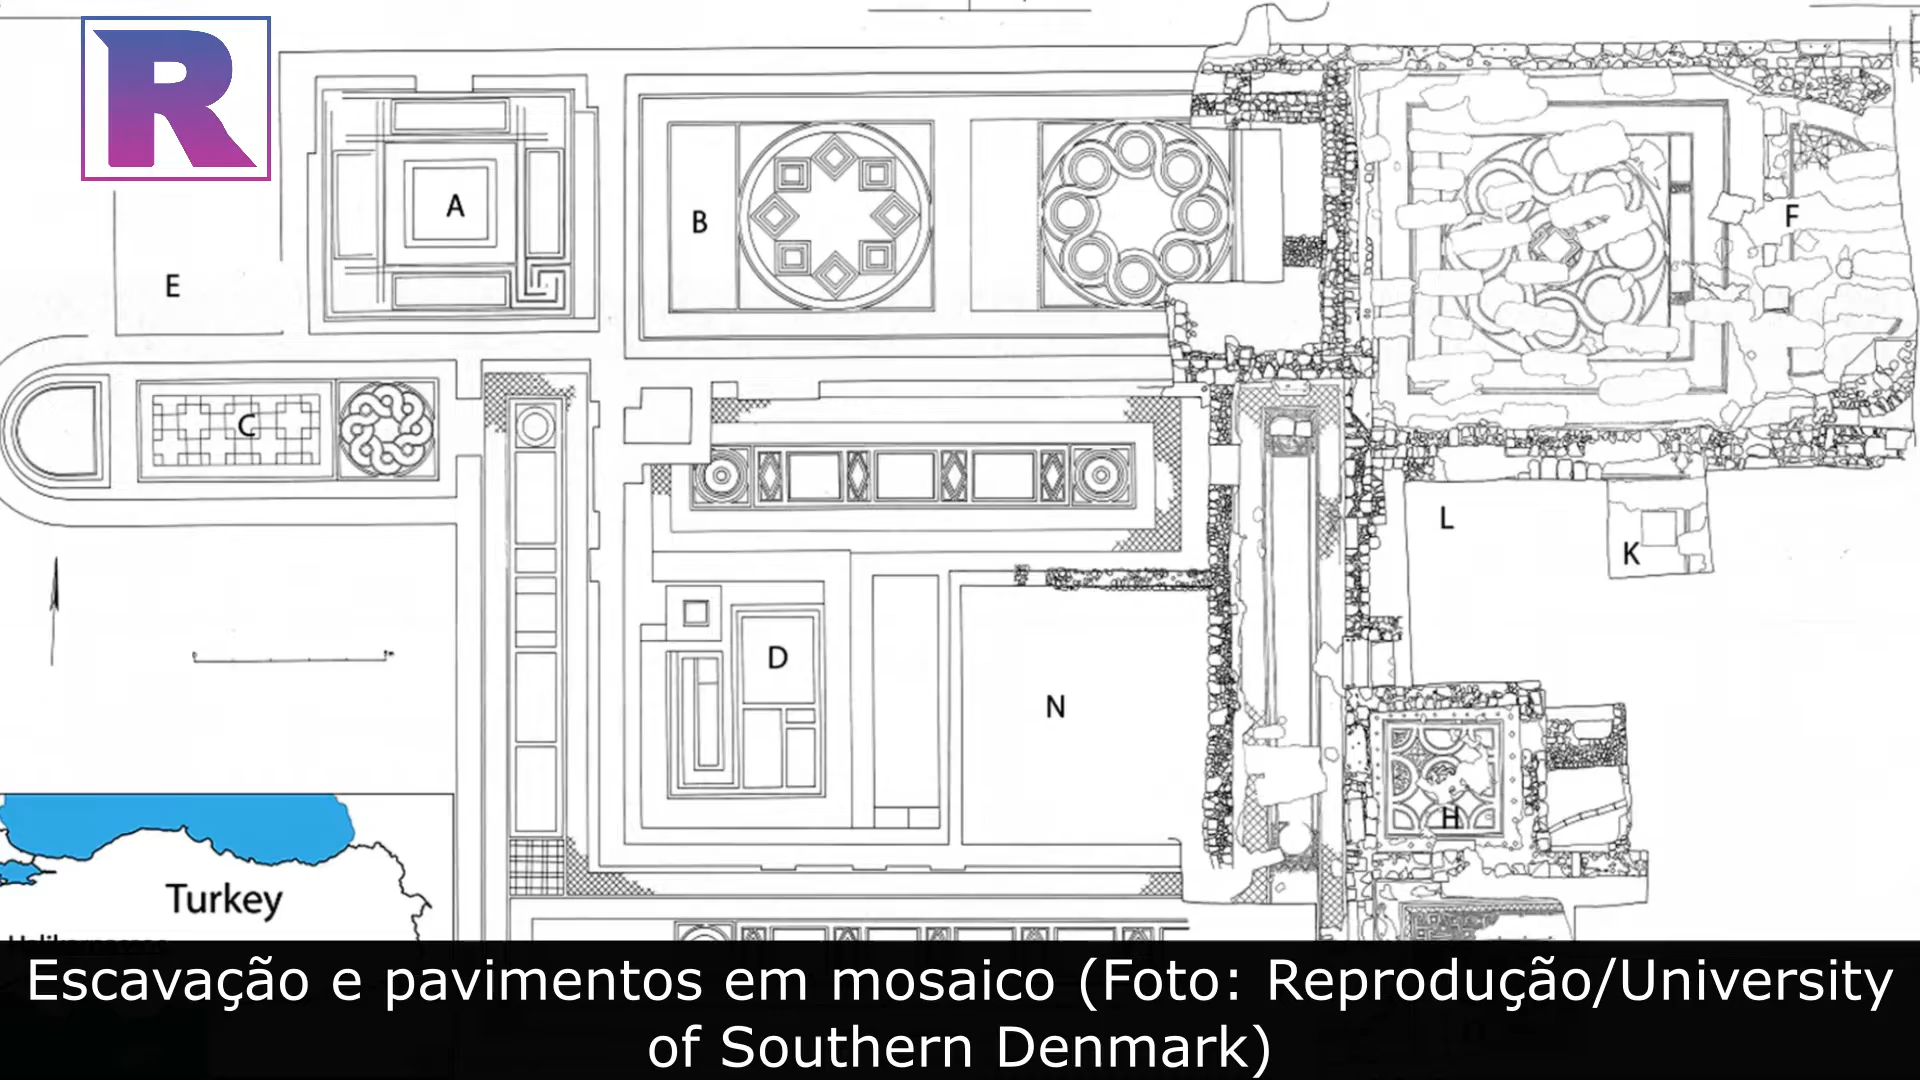 R
A
B
F
E
C
L
K
D
N
H
Turkey
Escavação e pavimentos em mosaico (Foto: Reprodução/University
of Southern Denmark)